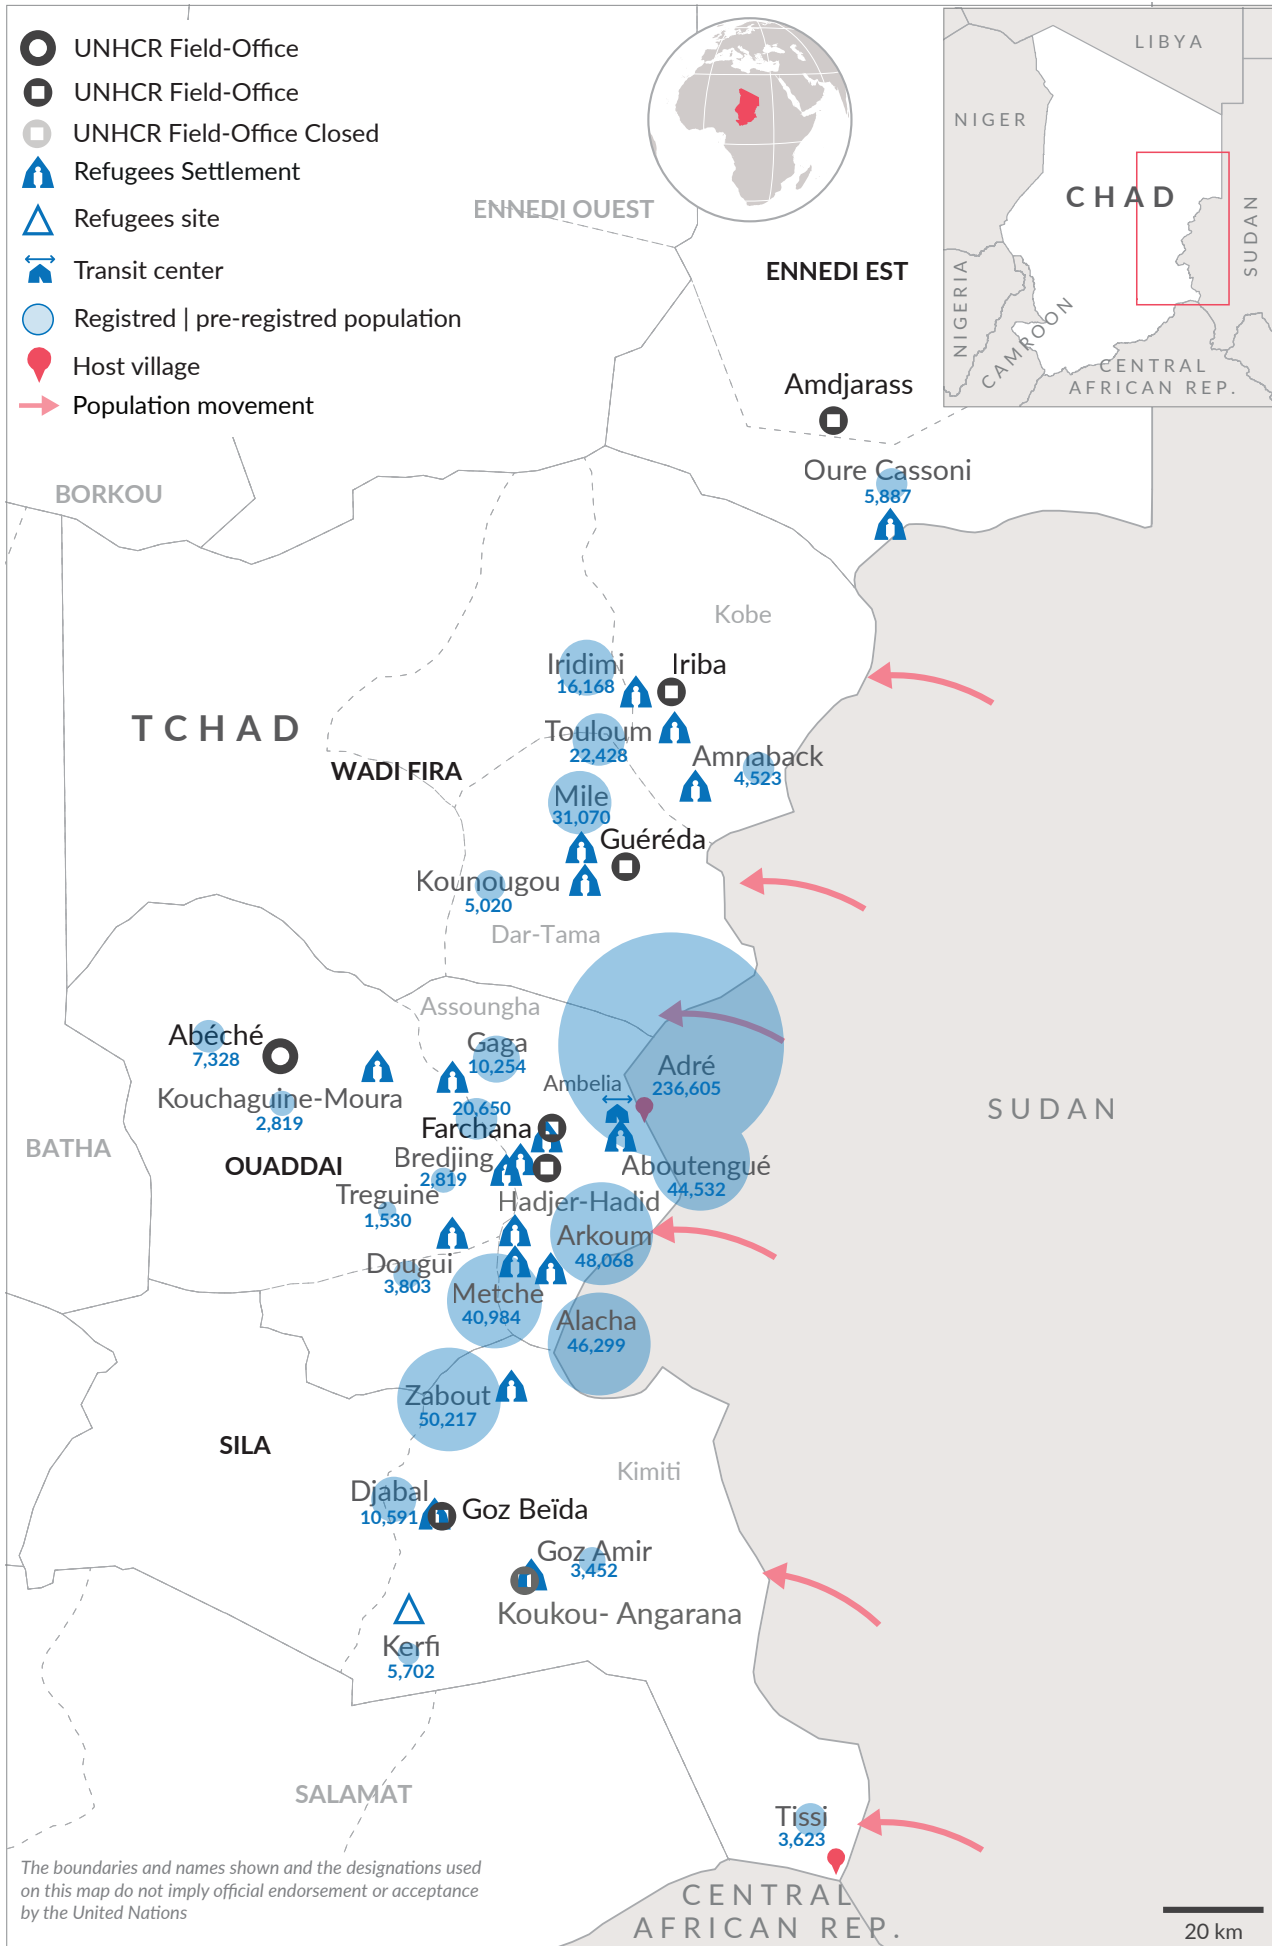 UNHCR Field-Office
UNHCR Field-Office
UNHCR Field-Office Closed
Refugees Settlement
Refugees site
Transit center
Registred | pre-registred population
Host village
Population movement
LIBYA
NIGER
CHAD
SUDAN
NIGERIA
CAMROON
CENTRAL
AFRICAN REP.
ENNEDI OUEST
ENNEDI EST
Amdjarass
Oure Cassoni
5,887
BORKOU
Kobe
Iridimi
16,168
Iriba
TCHAD
Touloum
22,428
WADI FIRA
Amnaback
4,523
Mile
31,070
Guéréda
Kounougou
5,020
Dar-Tama
Assoungha
Abéché
7,328
Gaga
10,254
Adré
236,605
Ambelia
Kouchaguine-Moura
2,819
20,650
Farchana
SUDAN
BATHA
OUADDAI
Bredjing
2,819
Aboutengué
44,532
Treguine
1,530
Hadjer-Hadid
Arkoum
48,068
Dougui
3,803
Metche
40,984
Alacha
46,299
Zabout
50,217
SILA
Kimiti
Djabal
10,591
Goz Beïda
Goz Amir
3,452
Koukou- Angarana
Kerfi
5,702
SALAMAT
Tissi
3,623
The boundaries and names shown and the designations used
on this map do not imply official endorsement or acceptance
by the United Nations
CENTRAL
AFRICAN REP.
20 km